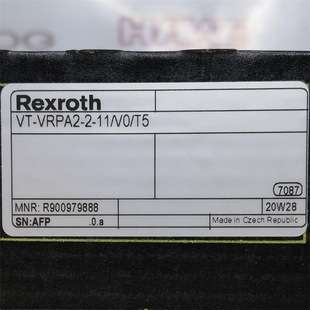 Rexroth
VT-VRPA2-2-11/V0/T5
7087
MNR: R900979888 20W28
SN:AFP .0.a Made in Czech Republic